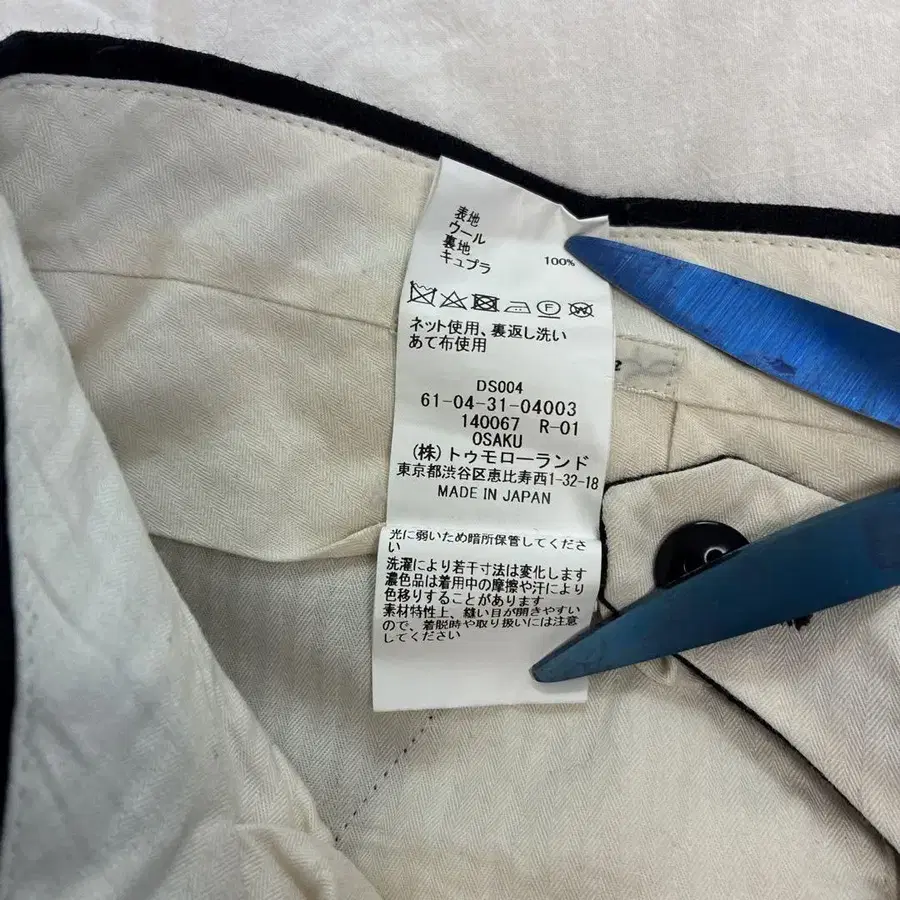 表地
ウール
裏地
キュプラ 100%
ネット使用、裏返し洗い
あて布使用
DS004
61-04-31-04003
140067 R-01
OSAKU
(株)トゥモローランド
東京都渋谷区恵比寿西1-32-18
MADE IN JAPAN
光に弱いため暗所保管してくださ
い
洗濯により若干寸法は変化します
濃色品は着用中の摩擦や汗により
色移りすることがあります
素材特性上、縫い目が開きやすい
ので、着脱時や取り扱いには注意
してください